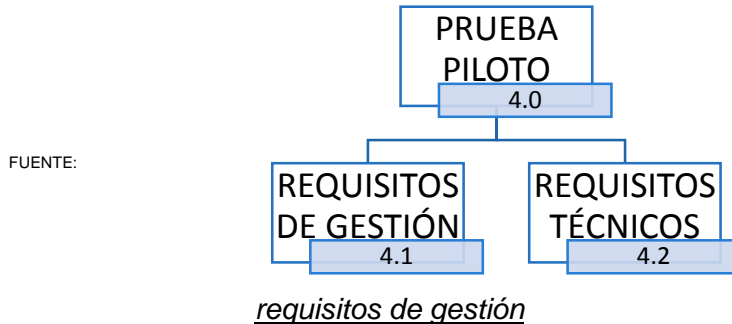 PRUEBA
PILOTO
4.0
FUENTE:
REQUISITOS
DE GESTIÓN
4.1
REQUISITOS
TÉCNICOS
4.2
requisitos de gestión